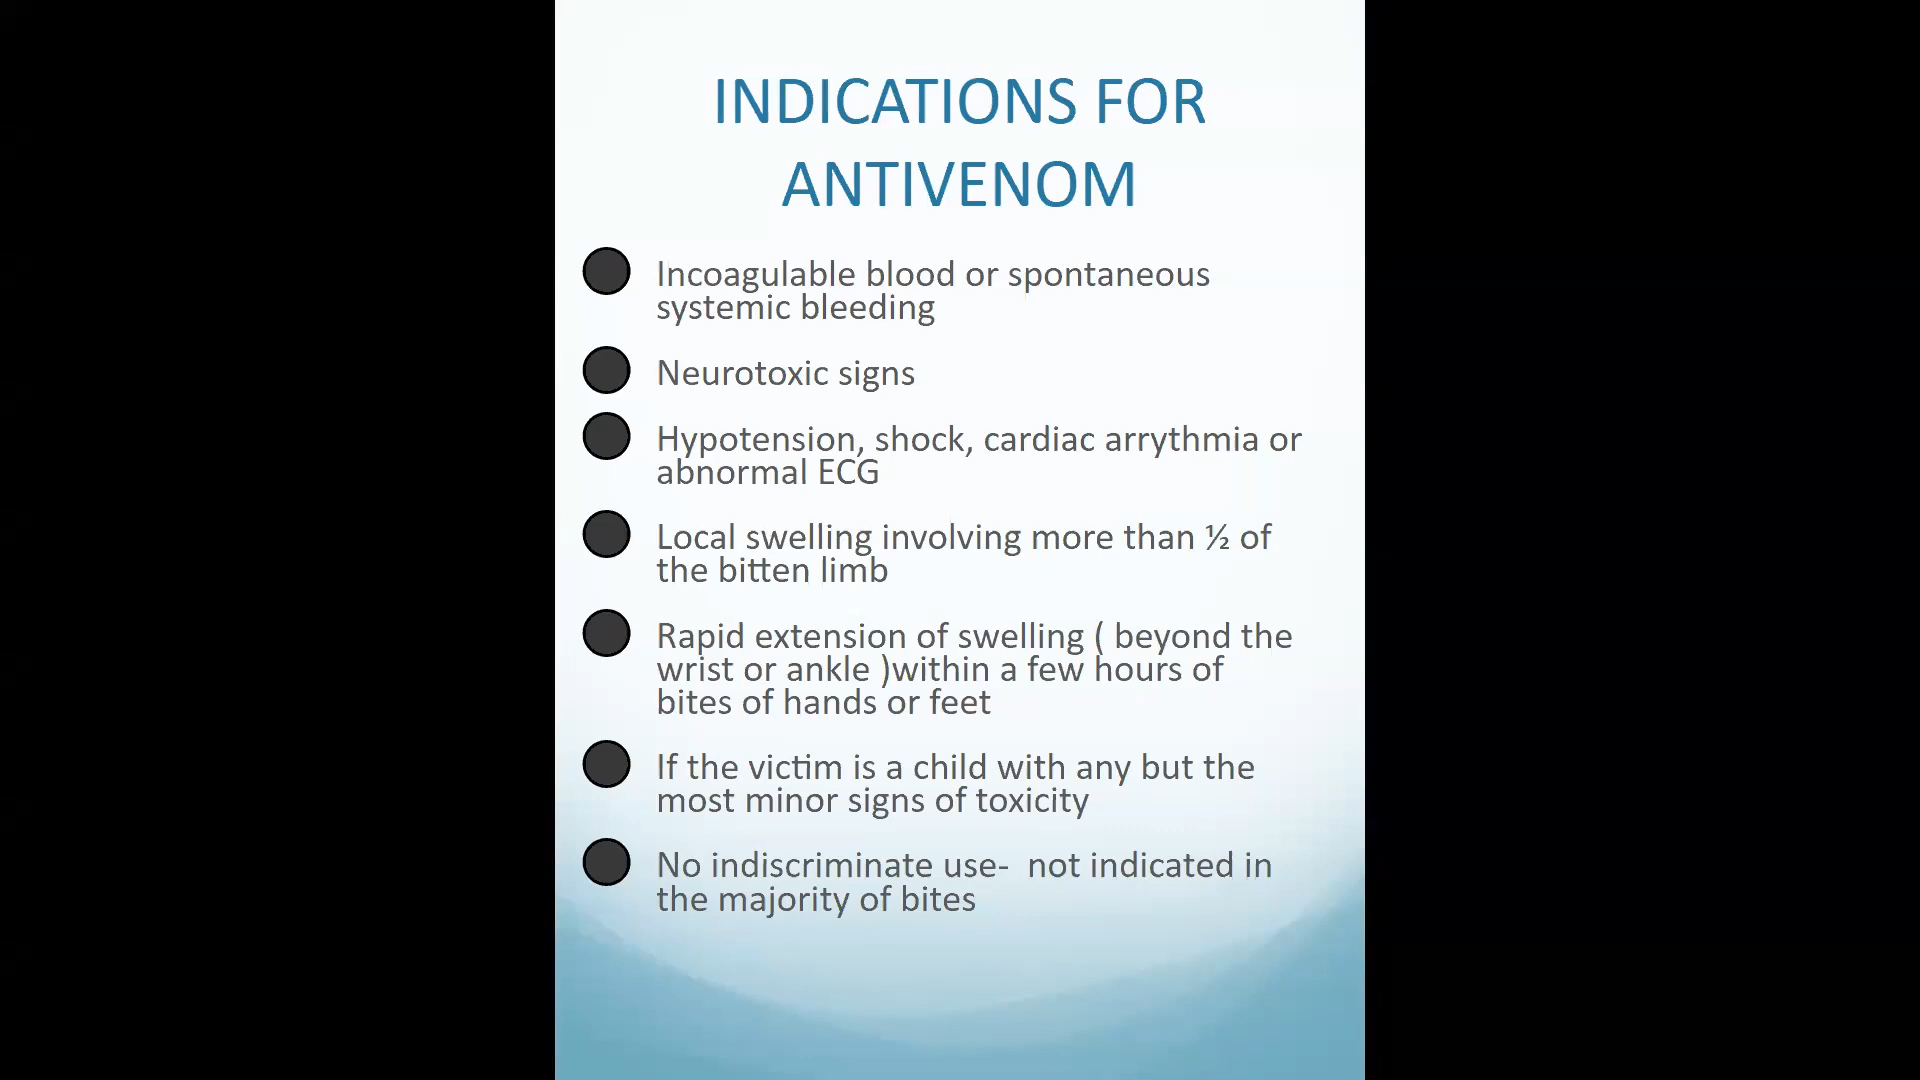 INDICATIONS FOR
ANTIVENOM
Incoagulable blood or spontaneous
systemic bleeding
Neurotoxic signs
Hypotension, shock, cardiac arrythmia or
abnormal ECG
Local swelling involving more than ½ of
the bitten limb
Rapid extension of swelling ( beyond the
wrist or ankle )within a few hours of
bites of hands or feet
If the victim is a child with any but the
most minor signs of toxicity
No indiscriminate use-  not indicated in
the majority of bites